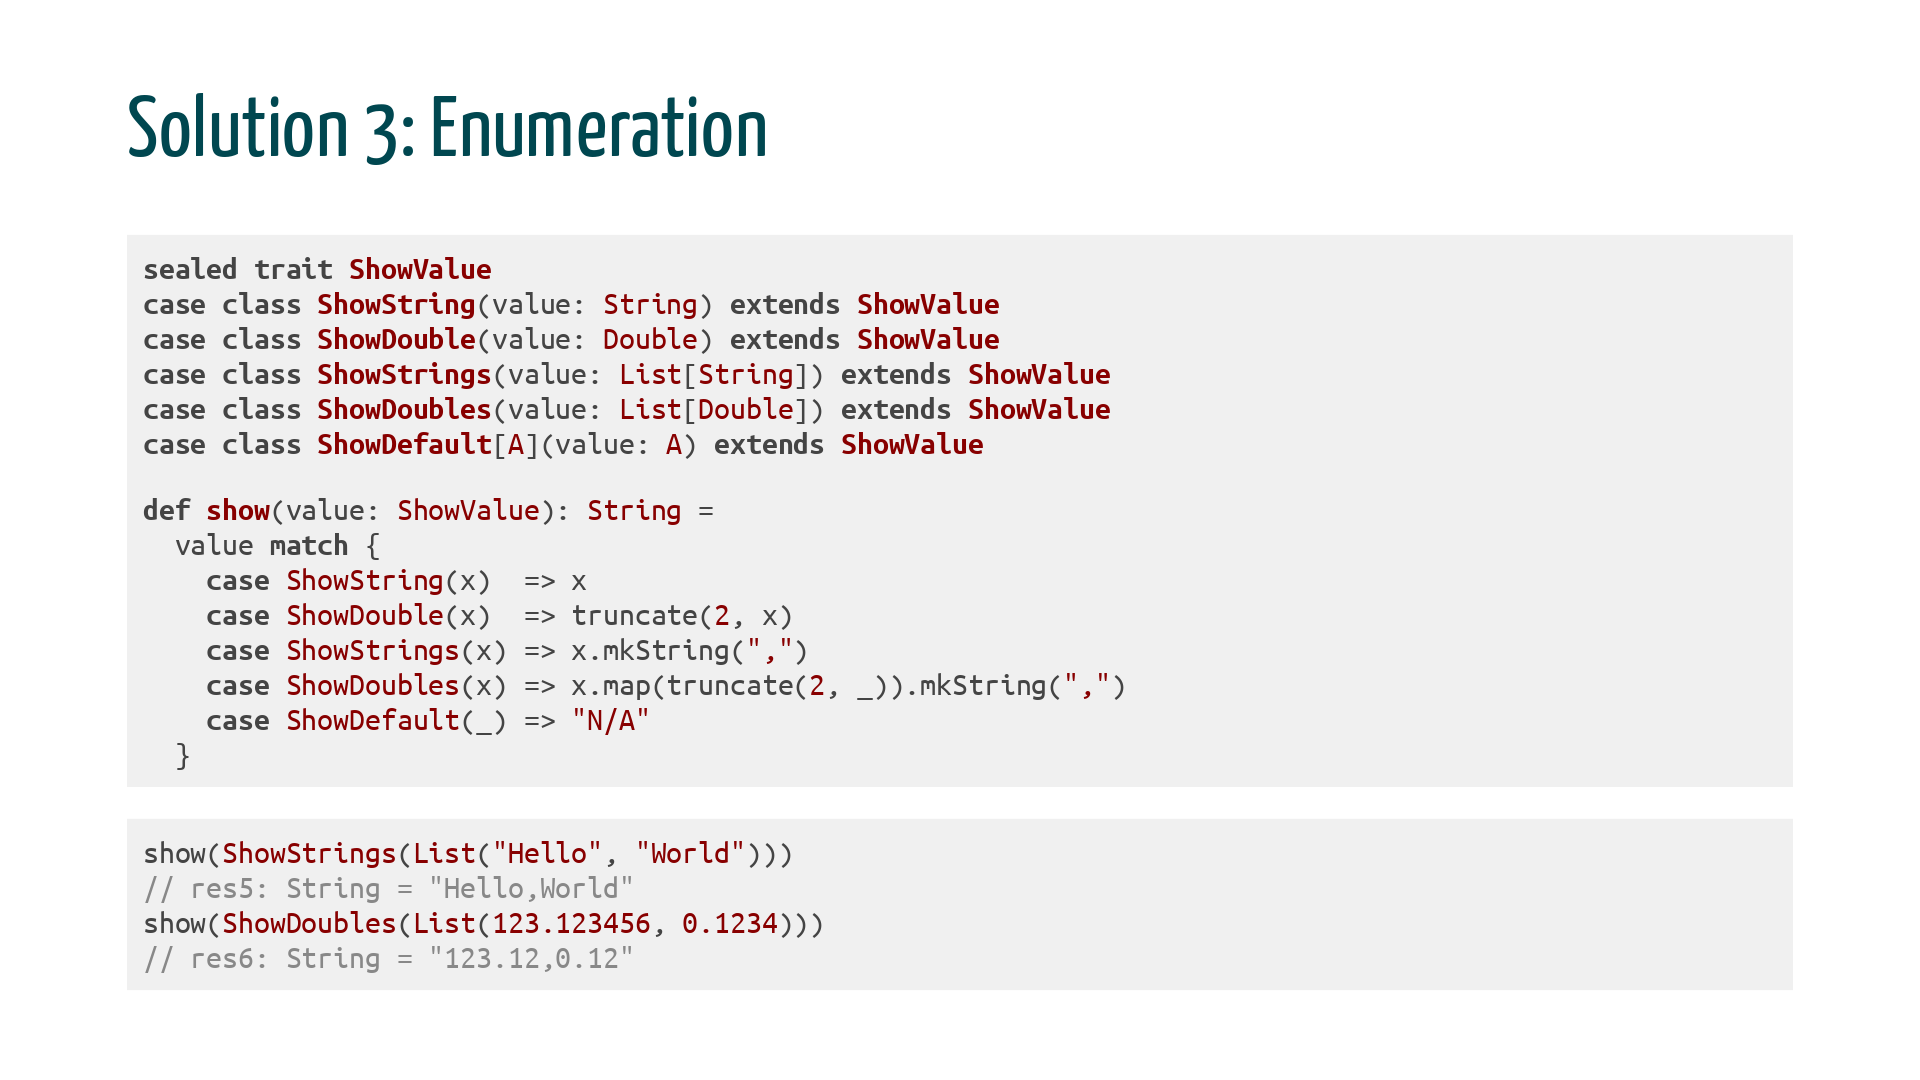 Solution 3: Enumeration
sealed trait ShowValue
case class ShowString(value: String) extends ShowValue
case class ShowDouble(value: Double) extends ShowValue
case class ShowStrings(value: List[String]) extends ShowValue
case class ShowDoubles(value: List[Double]) extends ShowValue
case class ShowDefault[A](value: A) extends ShowValue
def show(value: ShowValue): String =
  value match {
    case ShowString(x)  => x
    case ShowDouble(x)  => truncate(2, x)
    case ShowStrings(x) => x.mkString(",")
    case ShowDoubles(x) => x.map(truncate(2, _)).mkString(",")
    case ShowDefault(_) => "N/A"
  }
show(ShowStrings(List("Hello", "World")))
// res5: String = "Hello,World"
show(ShowDoubles(List(123.123456, 0.1234)))
// res6: String = "123.12,0.12"